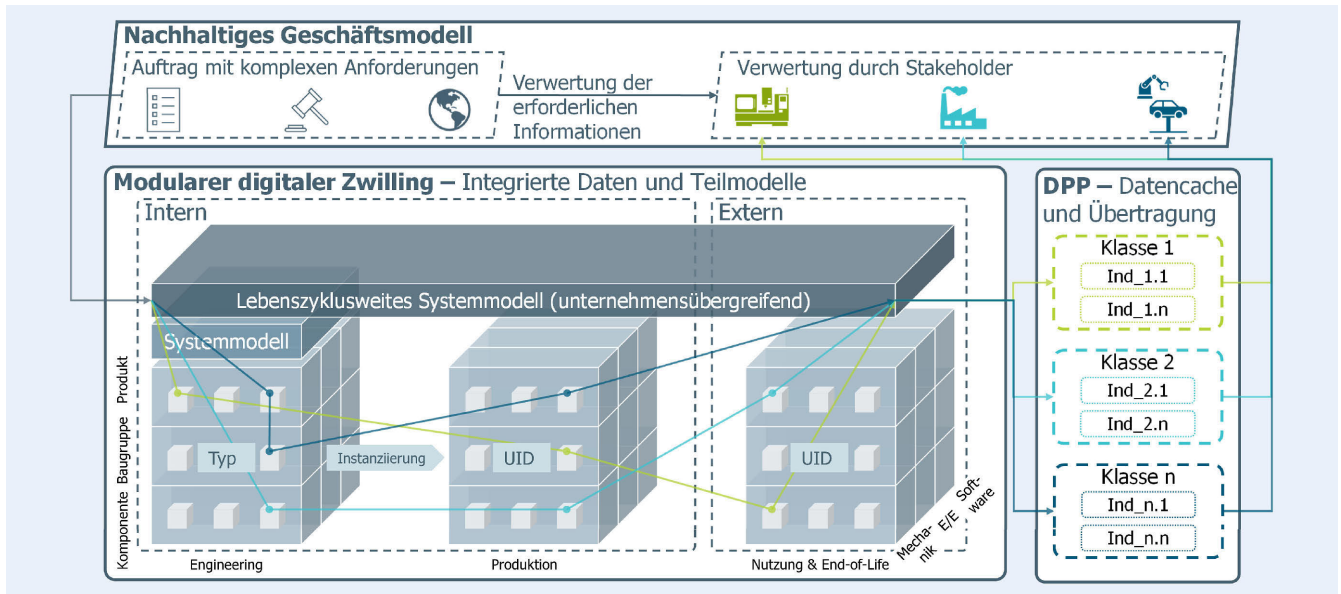 Nachhaltiges Geschäftsmodell
Auftrag mit komplexen Anforderungen
Verwertung der
erforderlichen
Informationen
Verwertung durch Stakeholder
Modularer digitaler Zwilling – Integrierte Daten und Teilmodelle
Intern
Extern
Lebenszyklusweites Systemmodell (unternehmensübergreifend)
Systemmodell
Produkt
Baugruppe
Komponente
Typ
Instanziierung
UID
UID
Engineering
Produktion
Nutzung & End-of-Life
Mecha-
nik
E/E
Soft-
ware
DPP – Datencache
und Übertragung
Klasse 1
Ind_1.1
Ind_1.n
Klasse 2
Ind_2.1
Ind_2.n
Klasse n
Ind_n.1
Ind_n.n